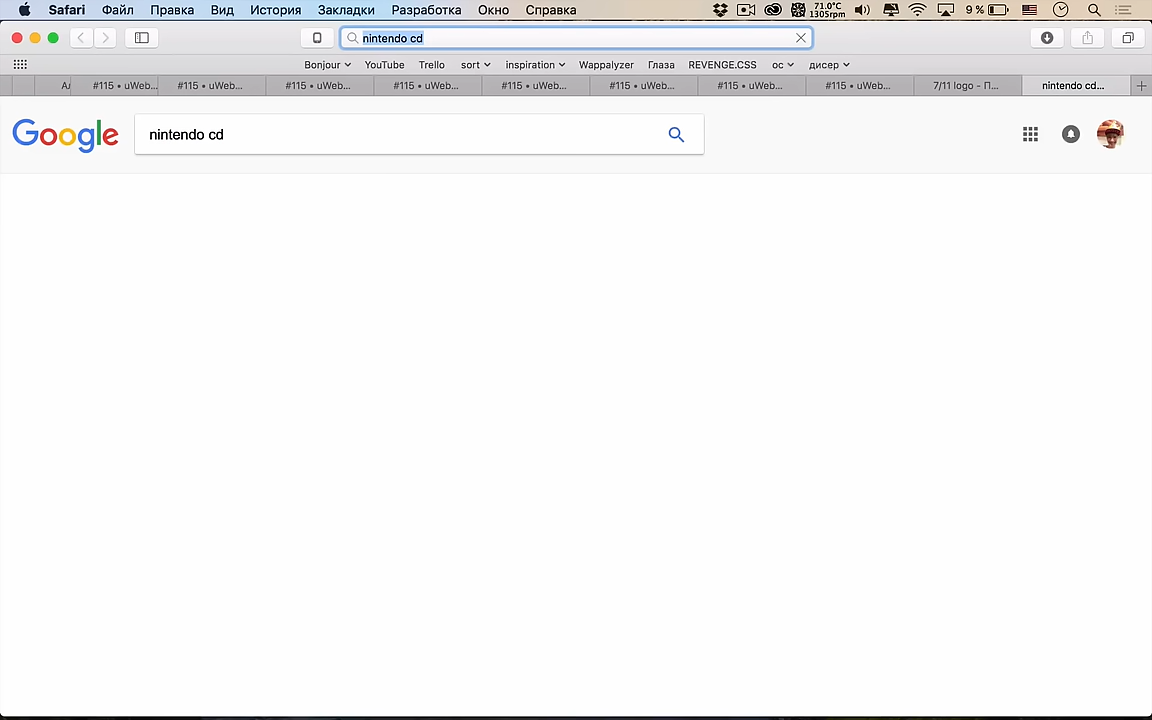 Safari Файл Правка Вид История Закладки Разработка Окно Справка 71.0°C 1305rpm 9 %
nintendo cd
Bonjour YouTube Trello sort inspiration Wappalyzer Глаза REVENGE.CSS ос дисер
#115 • uWeb... #115 • uWeb... #115 • uWeb... #115 • uWeb... #115 • uWeb... #115 • uWeb... #115 • uWeb... #115 • uWeb... 7/11 logo - П... nintendo cd...
Google nintendo cd